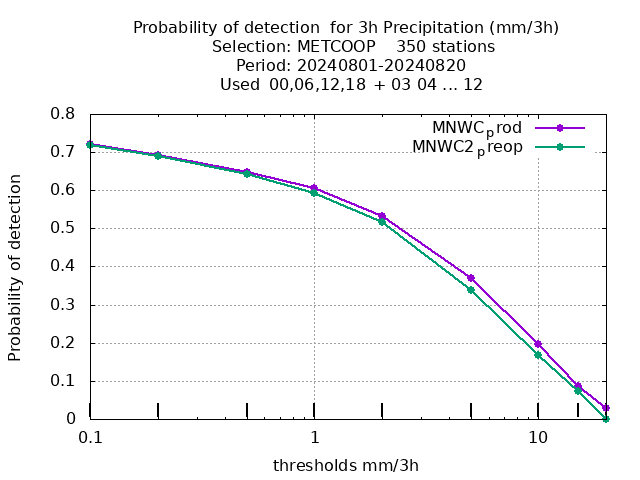 Probability of detection  for 3h Precipitation (mm/3h)
Selection: METCOOP    350 stations
Period: 20240801-20240820
Used  00,06,12,18  + 03 04 ... 12
0.8
MNWC_prod
0.7
MNWC2_preop
0.6
0.5
0.4
0.3
0.2
0.1
0
Probability of detection
0.1 1 10
thresholds mm/3h